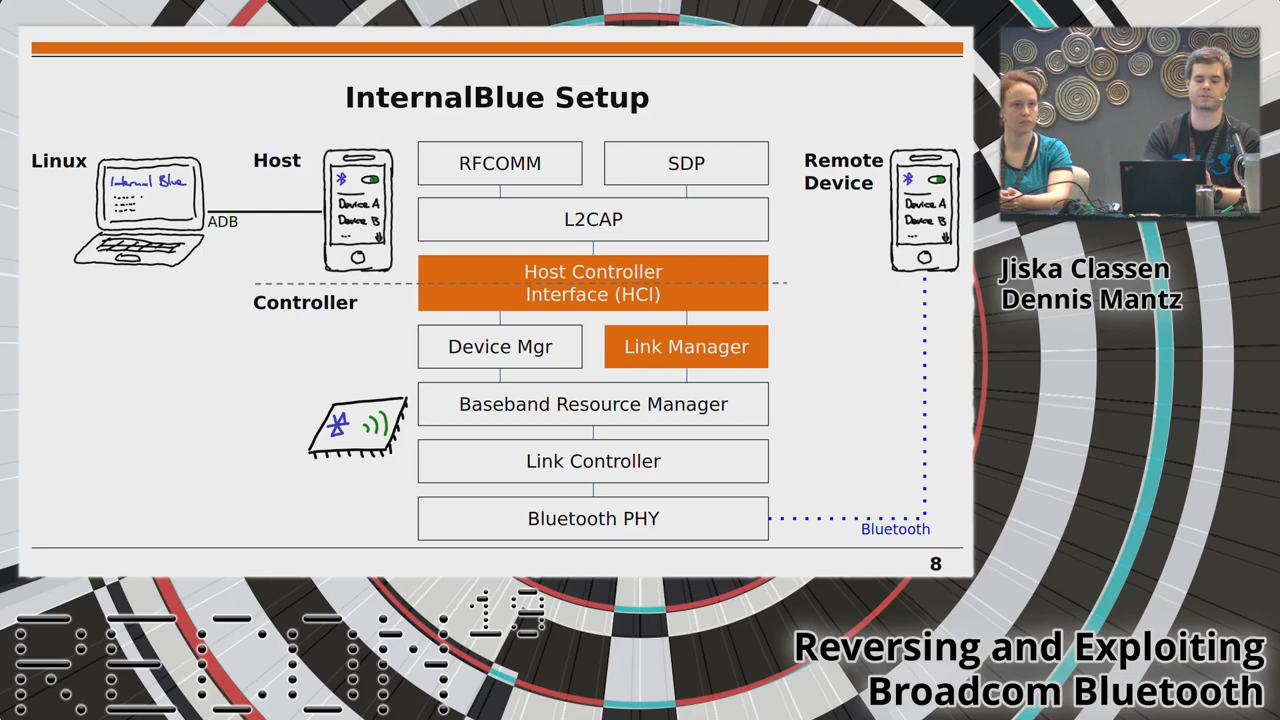 InternalBlue Setup
Linux
Internal Blue
ADB
Host
Device A
Device B
...
Controller
RFCOMM
SDP
L2CAP
Host Controller
Interface (HCI)
Device Mgr
Link Manager
Baseband Resource Manager
Link Controller
Bluetooth PHY
Remote
Device
Device A
Device B
...
Bluetooth
8
Jiska Classen
Dennis Mantz
RECON
18
Reversing and Exploiting
Broadcom Bluetooth